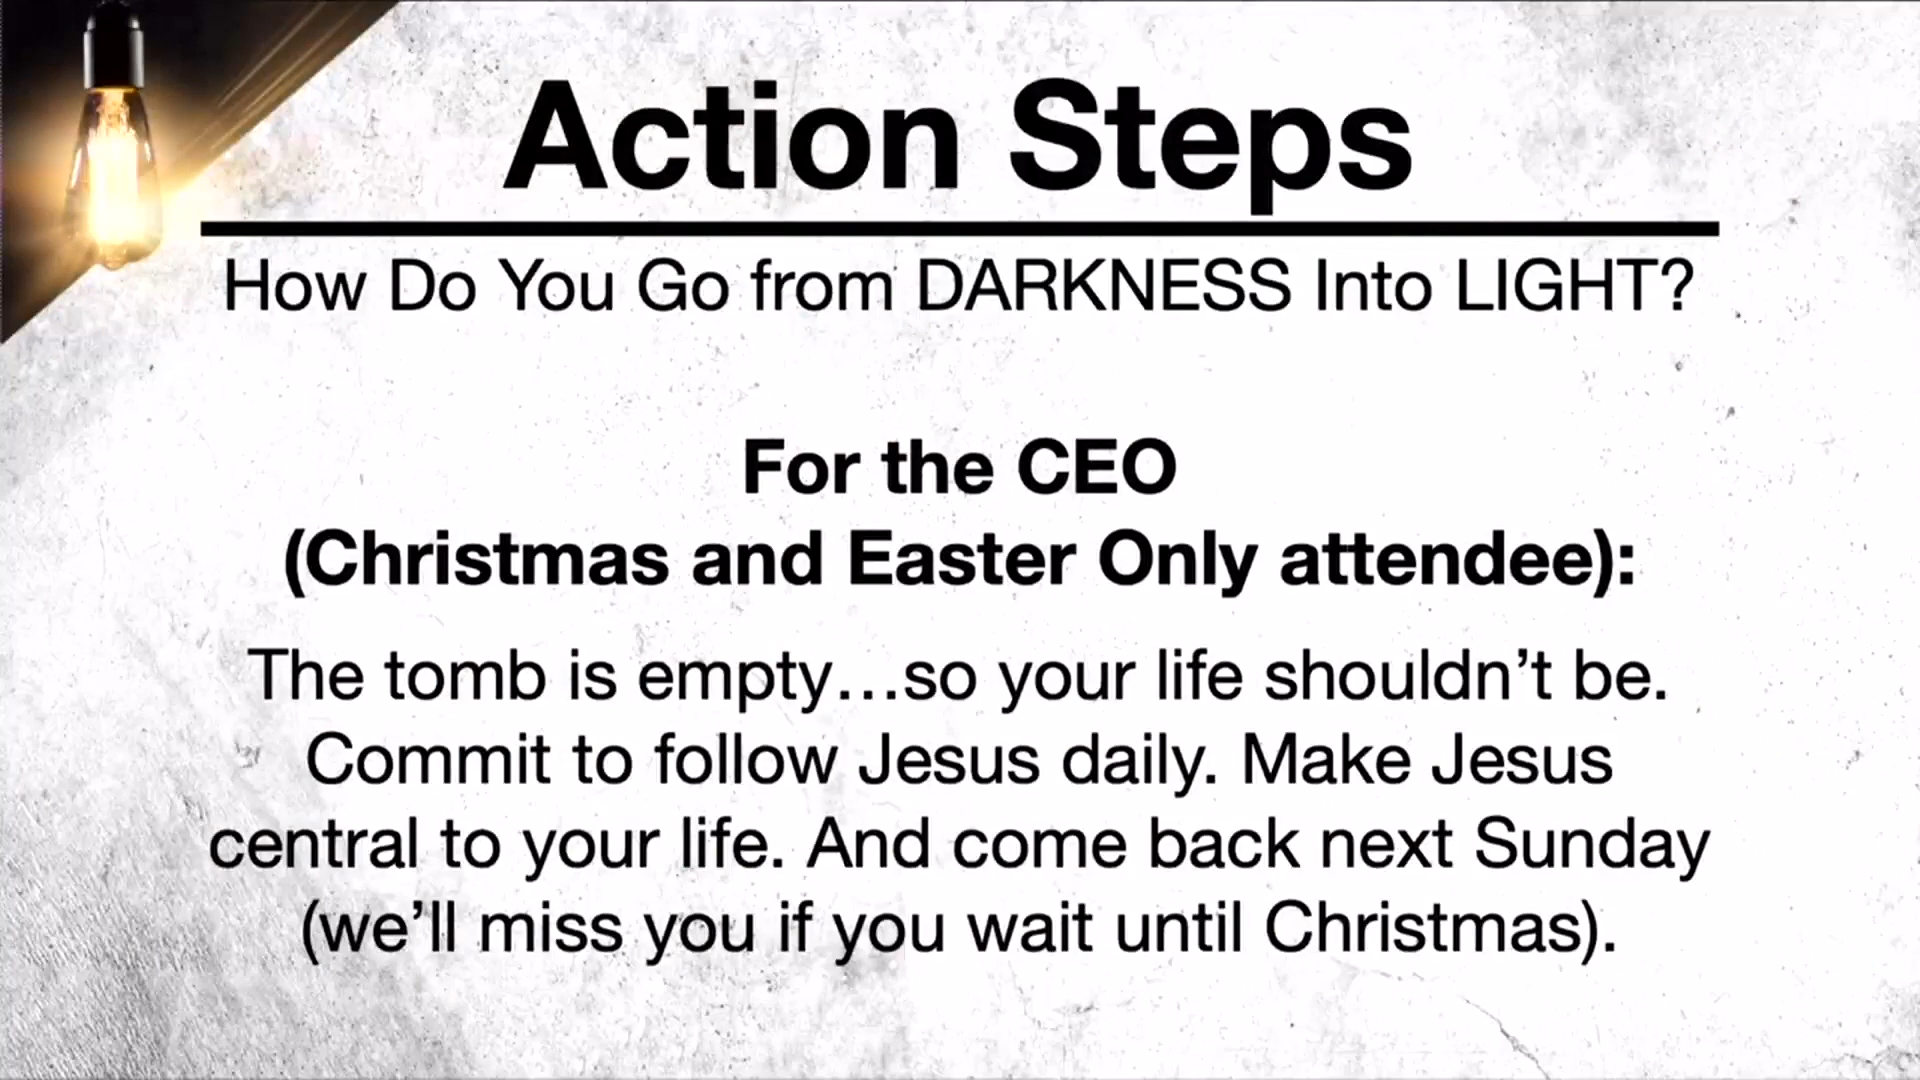 Action Steps
How Do You Go from DARKNESS Into LIGHT?
For the CEO
(Christmas and Easter Only attendee):
The tomb is empty…so your life shouldn’t be.
Commit to follow Jesus daily. Make Jesus
central to your life. And come back next Sunday
(we’ll miss you if you wait until Christmas).